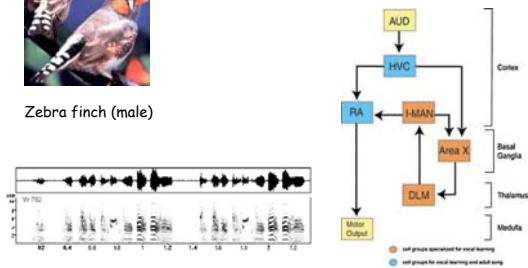 Zebra finch (male)
W 782
AUD
HVC
RA
l-MAN
Area X
DLM
Motor
Output
Cortex
Basal
Ganglia
Thalamus
Medulla
cell groups specialized for vocal learning
cell groups for vocal learning and adult song